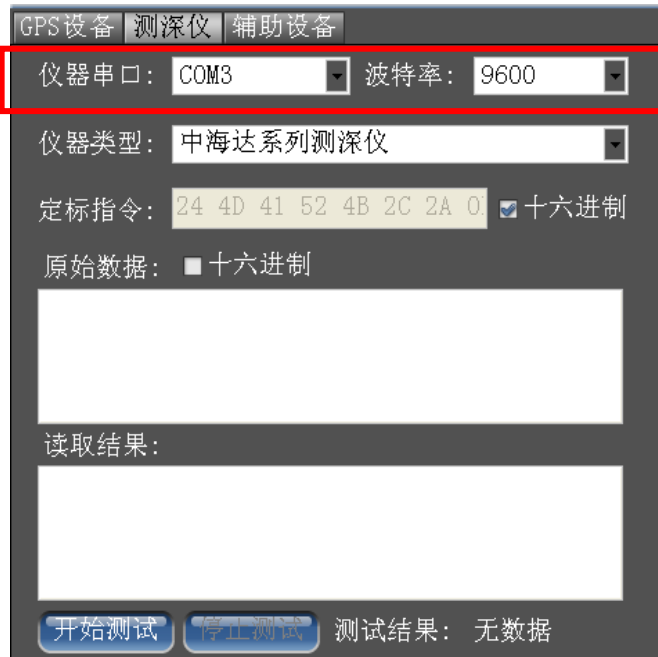 GPS设备 测深仪 辅助设备
仪器串口: COM3 波特率: 9600
仪器类型: 中海达系列测深仪
定标指令: 24 4D 41 52 4B 2C 2A 0 十六进制
原始数据: 十六进制
读取结果:
开始测试 停止测试 测试结果: 无数据